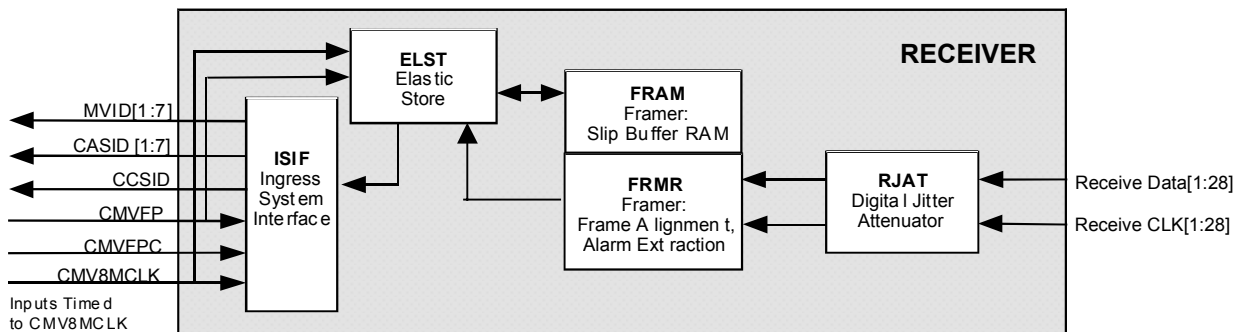 RECEIVER
ELST
Elastic
Store
FRAM
Framer:
Slip Buffer RAM
MVID[1:7]
CASID [1:7]
CCSID
CMVFP
CMVFPC
CMV8MCLK
Inputs Timed
to CMV8MCLK
ISIF
Ingress
System
Interface
FRMR
Framer:
Frame Alignment,
Alarm Extraction
RJAT
Digital Jitter
Attenuator
Receive Data[1:28]
Receive CLK[1:28]